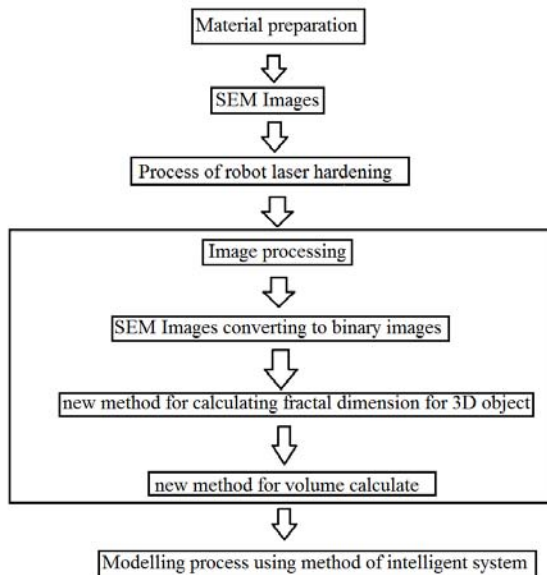 Material preparation
SEM Images
Process of robot laser hardening
Image processing
SEM Images converting to binary images
new method for calculating fractal dimension for 3D object
new method for volume calculate
Modelling process using method of intelligent system